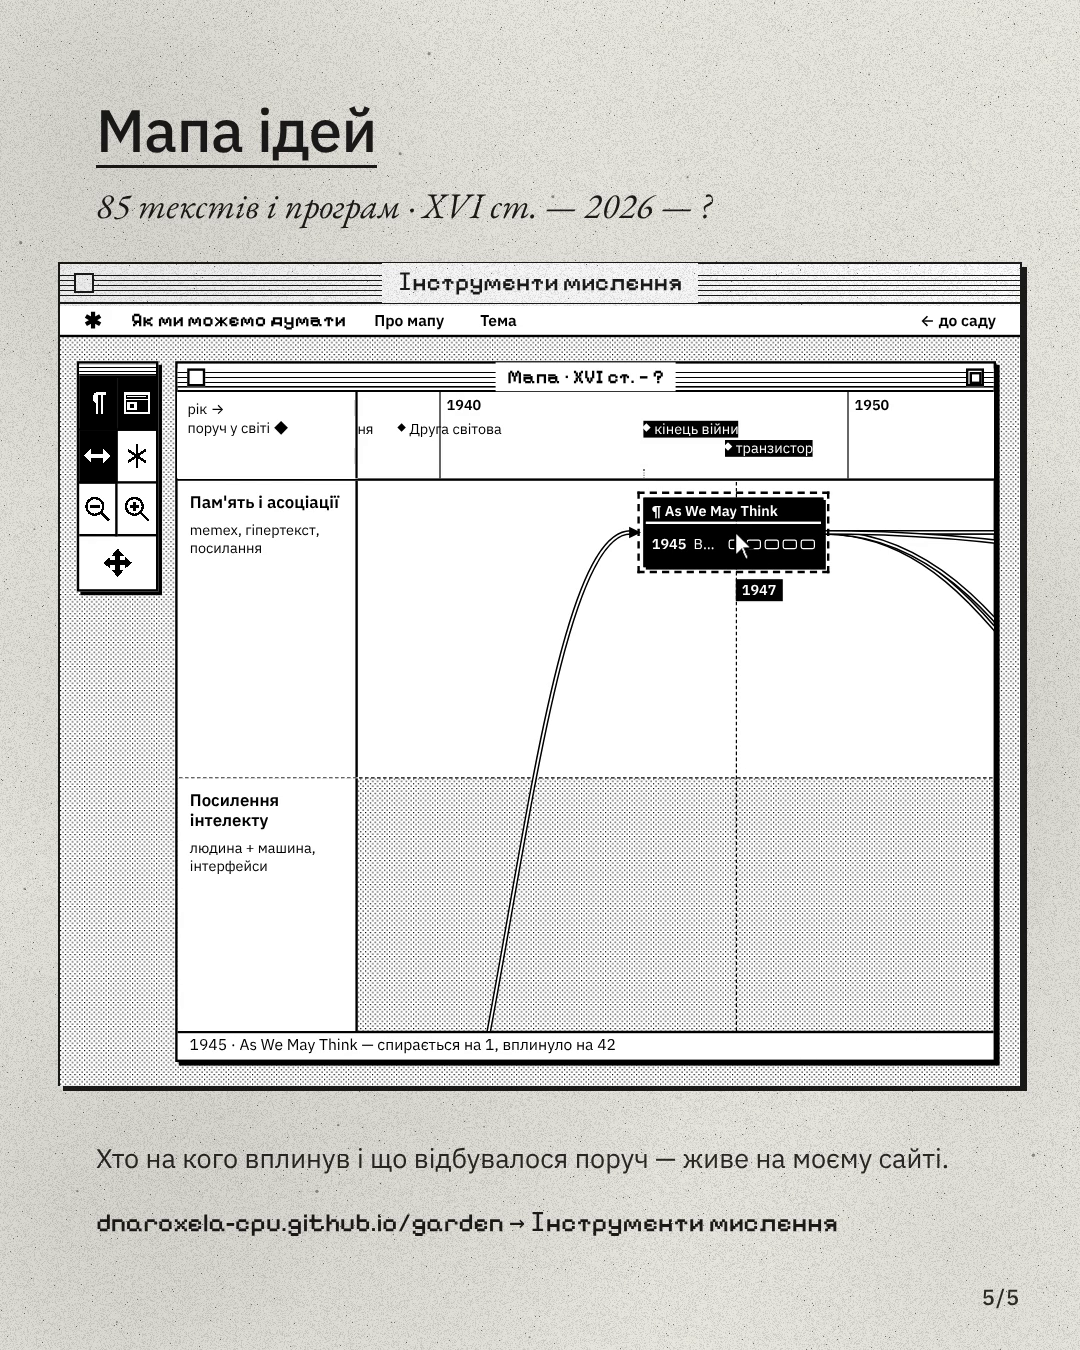 Мапа ідей
85 текстів і програм · XVI ст. — 2026 — ?
Інструменти мислення
✱ Як ми можемо думати Про мапу Тема ← до саду
Мапа · XVI ст. – ?
рік →
поруч у світі ◆
1940
1950
ня ◆ Друга світова
◆ кінець війни
◆ транзистор
Пам'ять і асоціації
memex, гіпертекст,
посилання
¶ As We May Think
1945 В...
1947
Посилення
інтелекту
людина + машина,
інтерфейси
1945 · As We May Think — спирається на 1, вплинуло на 42
Хто на кого вплинув і що відбувалося поруч — живе на моєму сайті.
dnaroxela-cpu.github.io/garden → Інструменти мислення
5/5